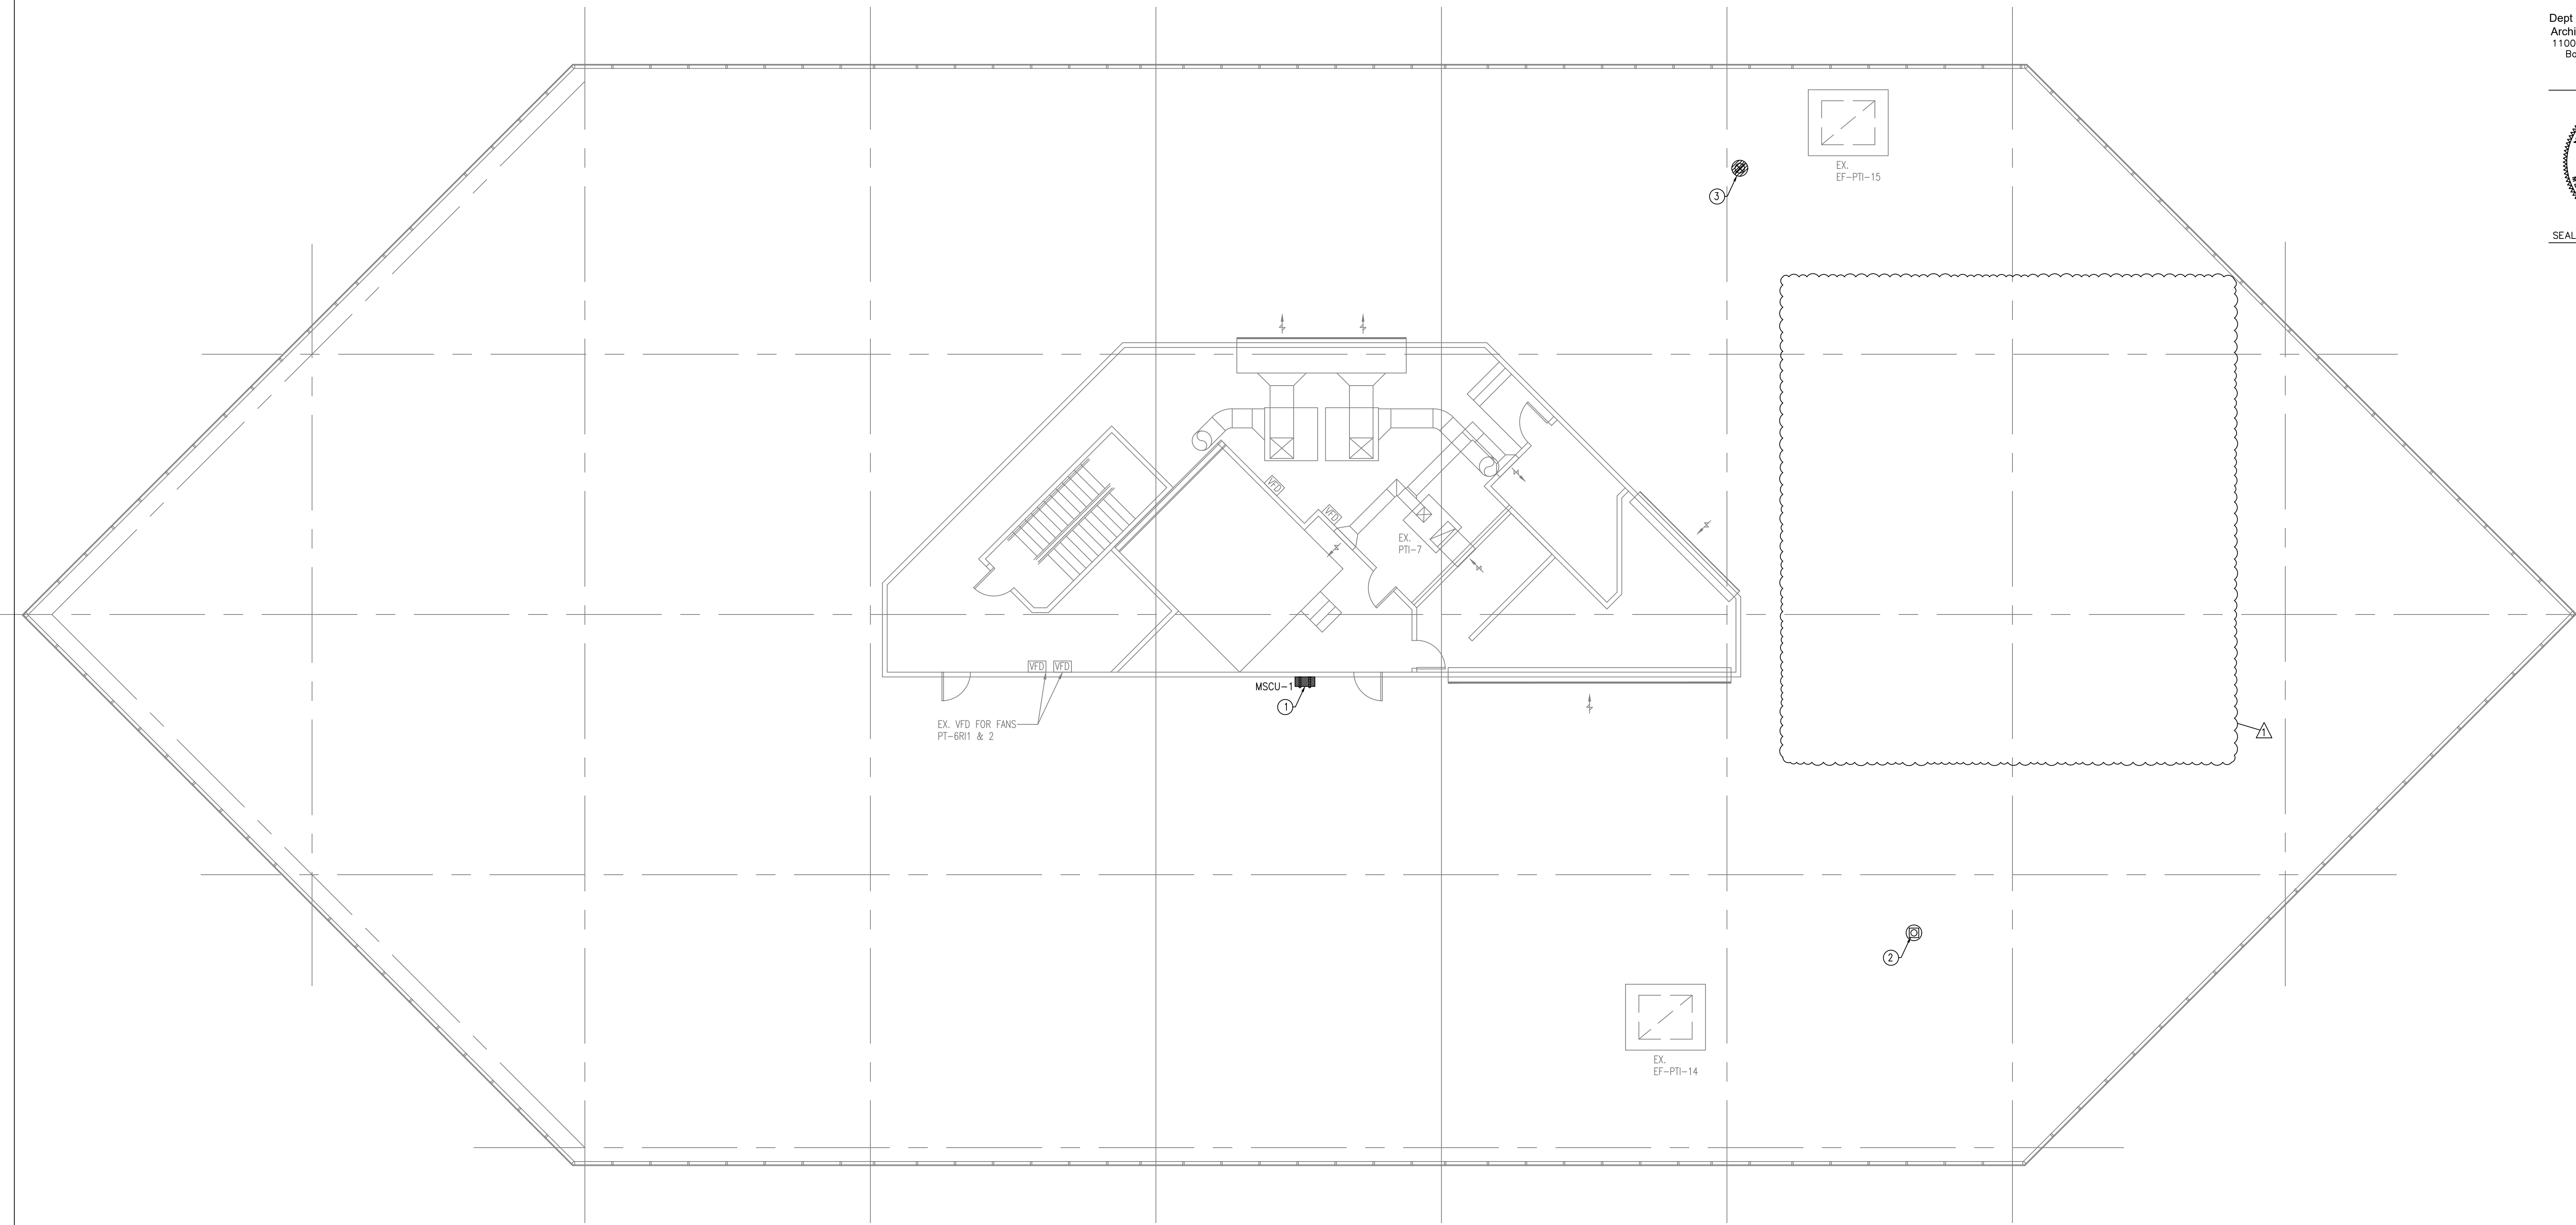 Dept
Archi
1100
Bo
SEAL
EX.
EF-PTI-15
3
VFD
VFD
EX.
PTI-7
VFD
VFD
MSCU-1
1
EX. VFD FOR FANS
PT-6RI1 & 2
1
2
EX.
EF-PTI-14